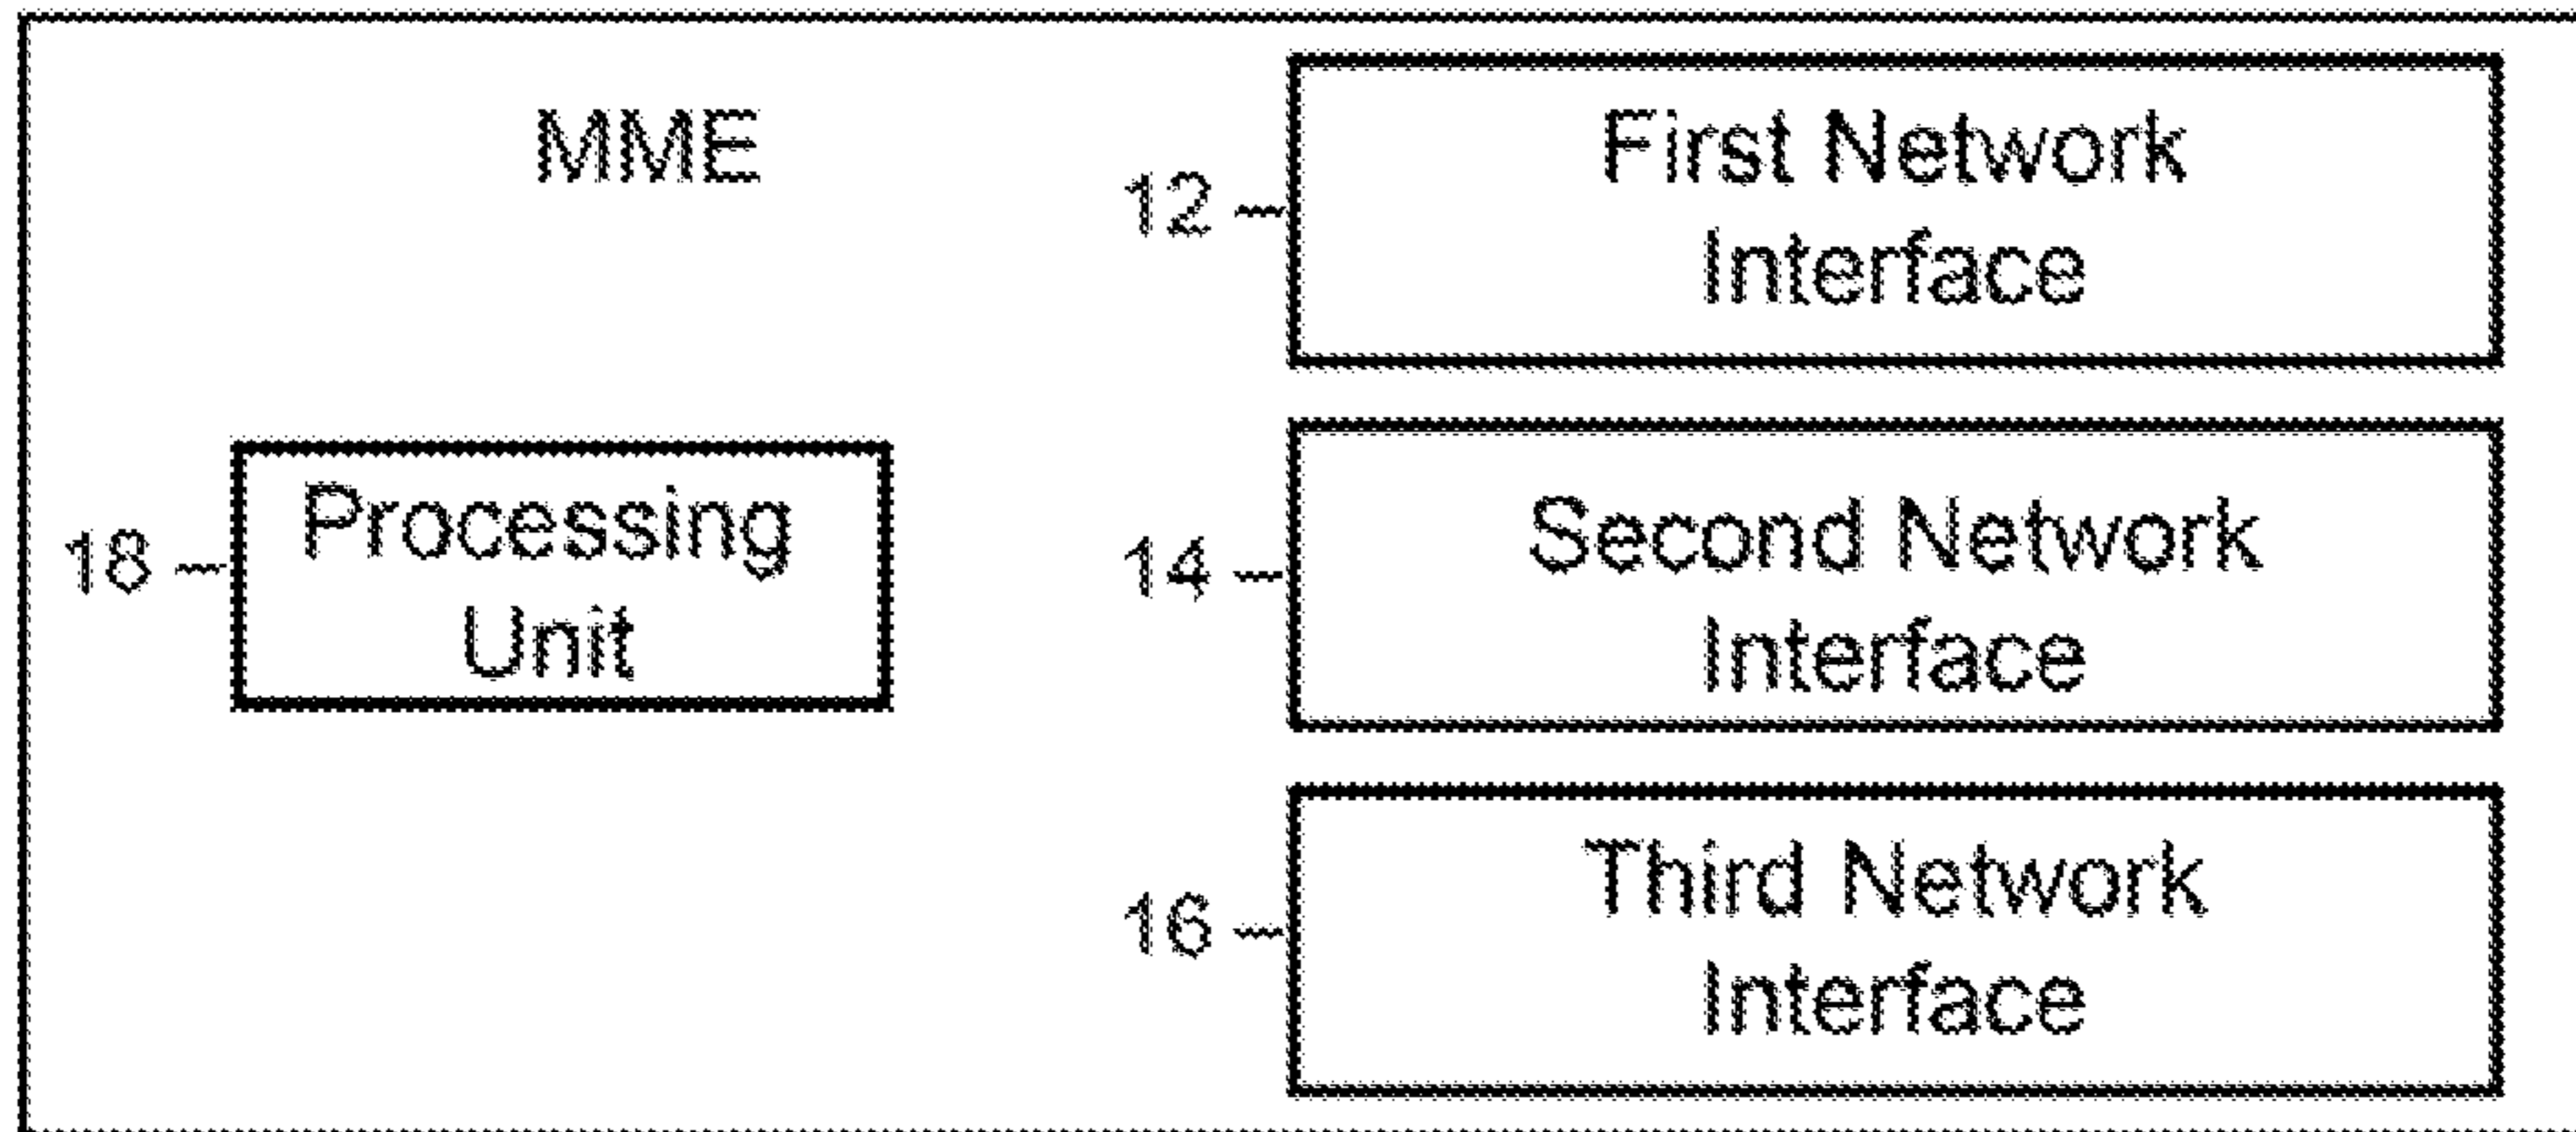 MME
12
First Network
Interface
18
Processing
Unit
14
Second Network
Interface
16
Third Network
Interface